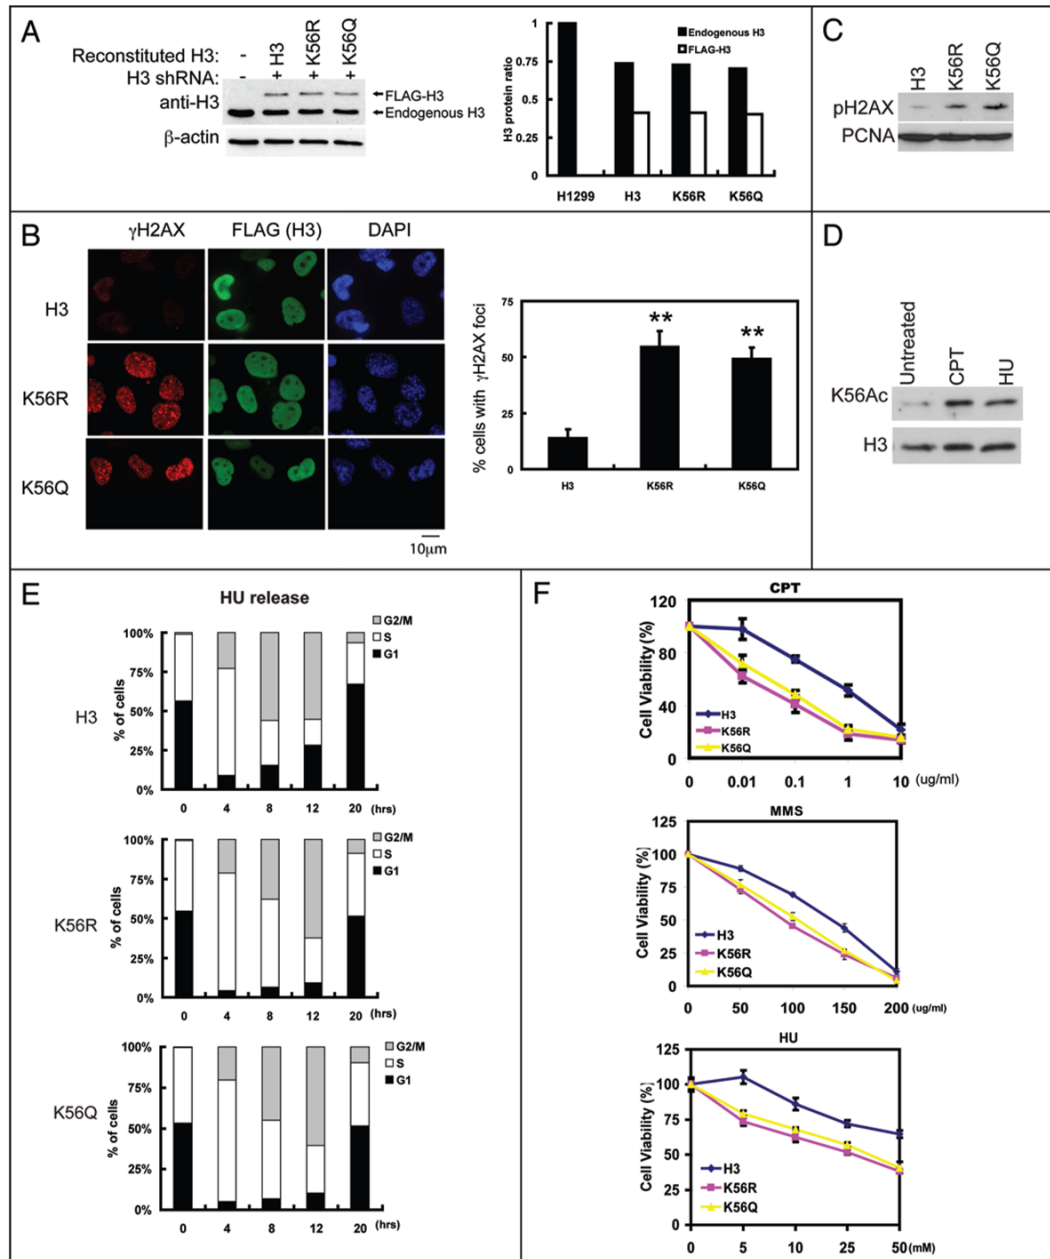 A
Reconstituted H3: - H3 K56R K56Q
H3 shRNA: - + + +
anti-H3
FLAG-H3
Endogenous H3
β-actin
H3 protein ratio
1
0.75
0.5
0.25
0
Endogenous H3
FLAG-H3
H1299 H3 K56R K56Q
C
H3 K56R K56Q
pH2AX
PCNA
B
γH2AX FLAG (H3) DAPI
H3
K56R
K56Q
10μm
% cells with γH2AX foci
75
50
25
0
** **
H3 K56R K56Q
D
Untreated CPT HU
K56Ac
H3
E
HU release
H3
% of cells
100%
75%
50%
25%
0%
G2/M
S
G1
0 4 8 12 20 (hrs)
K56R
% of cells
100%
75%
50%
25%
0%
G2/M
S
G1
0 4 8 12 20 (hrs)
K56Q
% of cells
100%
75%
50%
25%
0%
G2/M
S
G1
0 4 8 12 20 (hrs)
F
CPT
Cell Viability (%)
120
80
40
0
H3
K56R
K56Q
0 0.01 0.1 1 10 (ug/ml)
MMS
Cell Viability (%)
125
100
75
50
25
0
H3
K56R
K56Q
0 50 100 150 200 (ug/ml)
HU
Cell Viability (%)
125
100
75
50
25
0
H3
K56R
K56Q
0 5 10 25 50 (mM)